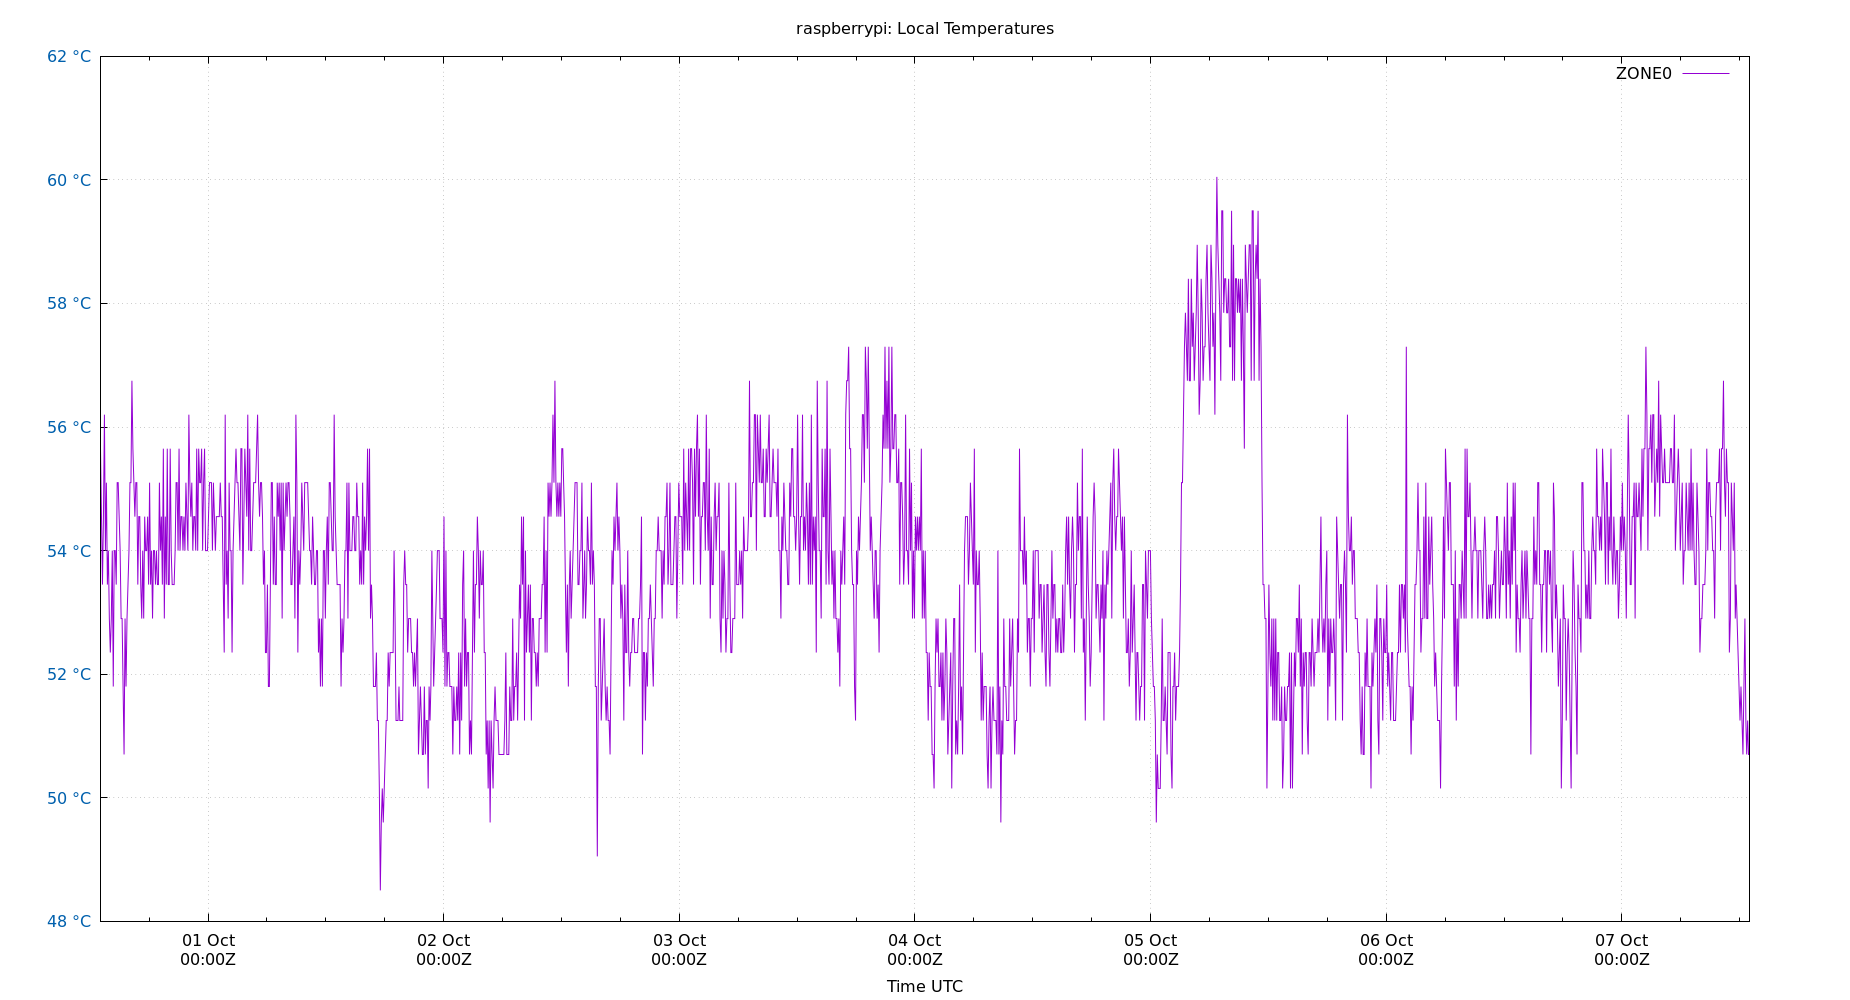 raspberrypi: Local Temperatures
62 °C
ZONE0
60 °C
58 °C
56 °C
54 °C
52 °C
50 °C
48 °C
01 Oct 02 Oct 03 Oct 04 Oct 05 Oct 06 Oct 07 Oct
00:00Z 00:00Z 00:00Z 00:00Z 00:00Z 00:00Z 00:00Z
Time UTC